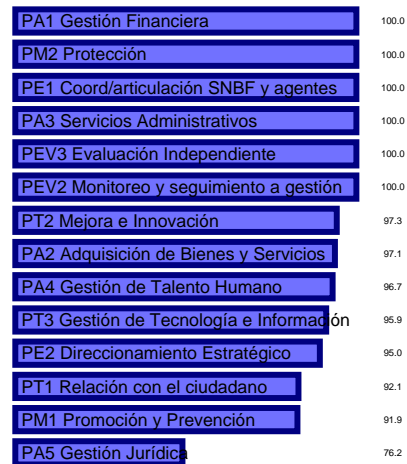 PA1 Gestión Financiera 100.0
PM2 Protección 100.0
PE1 Coord/articulación SNBF y agentes 100.0
PA3 Servicios Administrativos 100.0
PEV3 Evaluación Independiente 100.0
PEV2 Monitoreo y seguimiento a gestión 100.0
PT2 Mejora e Innovación 97.3
PA2 Adquisición de Bienes y Servicios 97.1
PA4 Gestión de Talento Humano 96.7
PT3 Gestión de Tecnología e Información 95.9
PE2 Direccionamiento Estratégico 95.0
PT1 Relación con el ciudadano 92.1
PM1 Promoción y Prevención 91.9
PA5 Gestión Jurídica 76.2